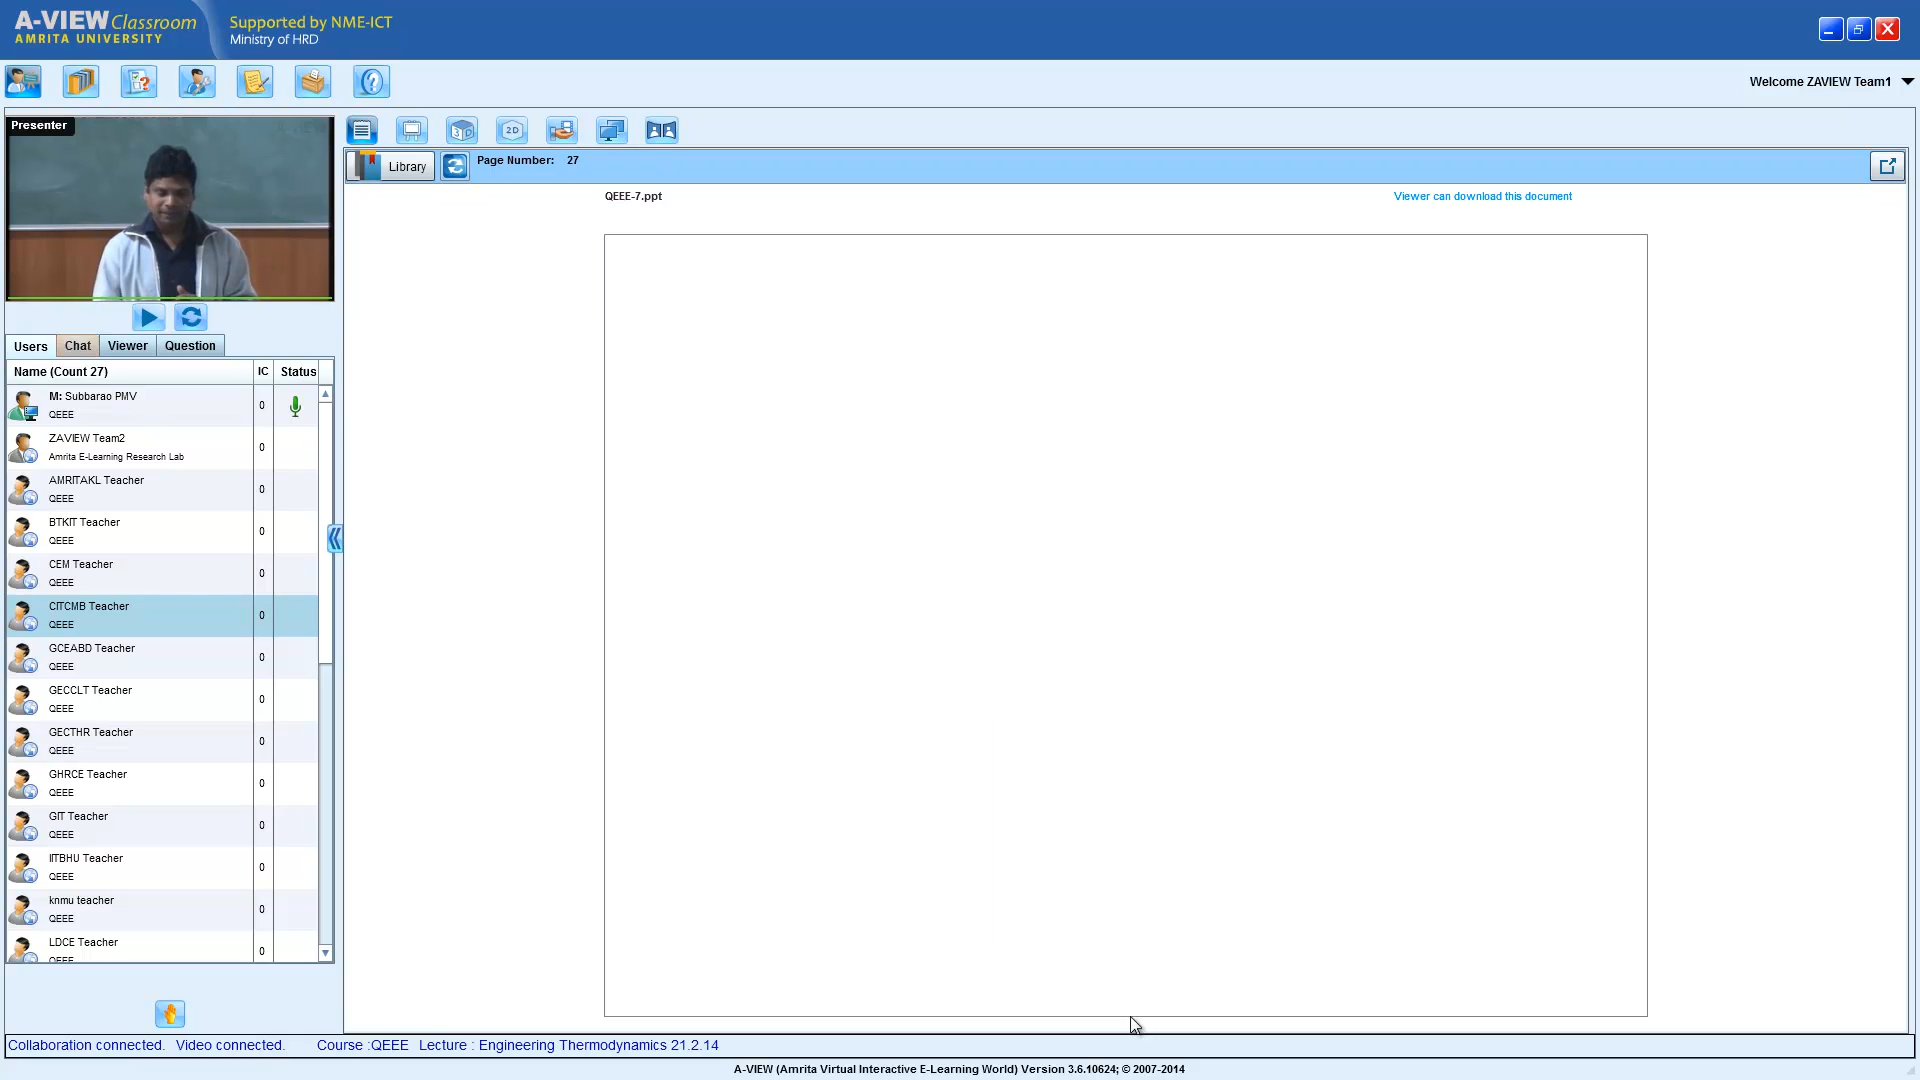 A-VIEW Classroom
AMRITA UNIVERSITY
Supported by NME-ICT
Ministry of HRD
Welcome ZAVIEW Team1
Presenter
Library
Page Number: 27
QEEE-7.ppt
Viewer can download this document
Users
Chat
Viewer
Question
Name (Count 27)
IC
Status
M: Subbarao PMV
QEEE
0
ZAVIEW Team2
Amrita E-Learning Research Lab
0
AMRITAKL Teacher
QEEE
0
BTKIT Teacher
QEEE
0
CEM Teacher
QEEE
0
CITCMB Teacher
QEEE
0
GCEABD Teacher
QEEE
0
GECCLT Teacher
QEEE
0
GECTHR Teacher
QEEE
0
GHRCE Teacher
QEEE
0
GIT Teacher
QEEE
0
IITBHU Teacher
QEEE
0
knmu teacher
QEEE
0
LDCE Teacher
QEEE
0
Collaboration connected. Video connected. Course :QEEE Lecture : Engineering Thermodynamics 21.2.14
A-VIEW (Amrita Virtual Interactive E-Learning World) Version 3.6.10624; © 2007-2014
3D
2D